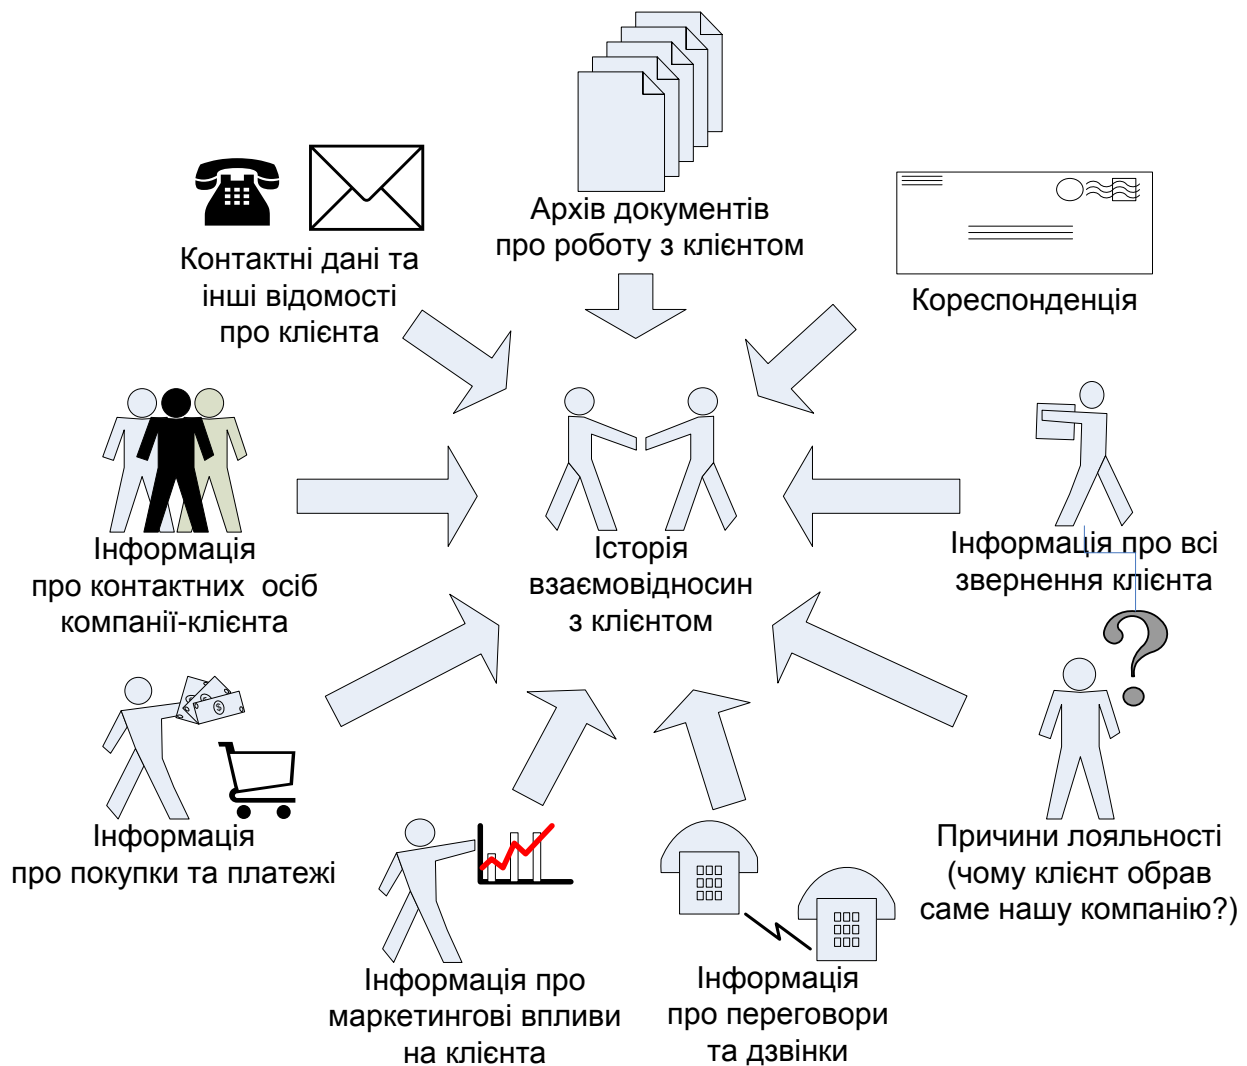 Архів документів
про роботу з клієнтом
Контактні дані та
інші відомості
про клієнта
Кореспонденція
Інформація
про контактних  осіб
компанії-клієнта
Історія
взаємовідносин
з клієнтом
Інформація про всі
звернення клієнта
Інформація
про покупки та платежі
Причини лояльності
(чому клієнт обрав
саме нашу компанію?)
Інформація про
маркетингові впливи
на клієнта
Інформація
про переговори
та дзвінки